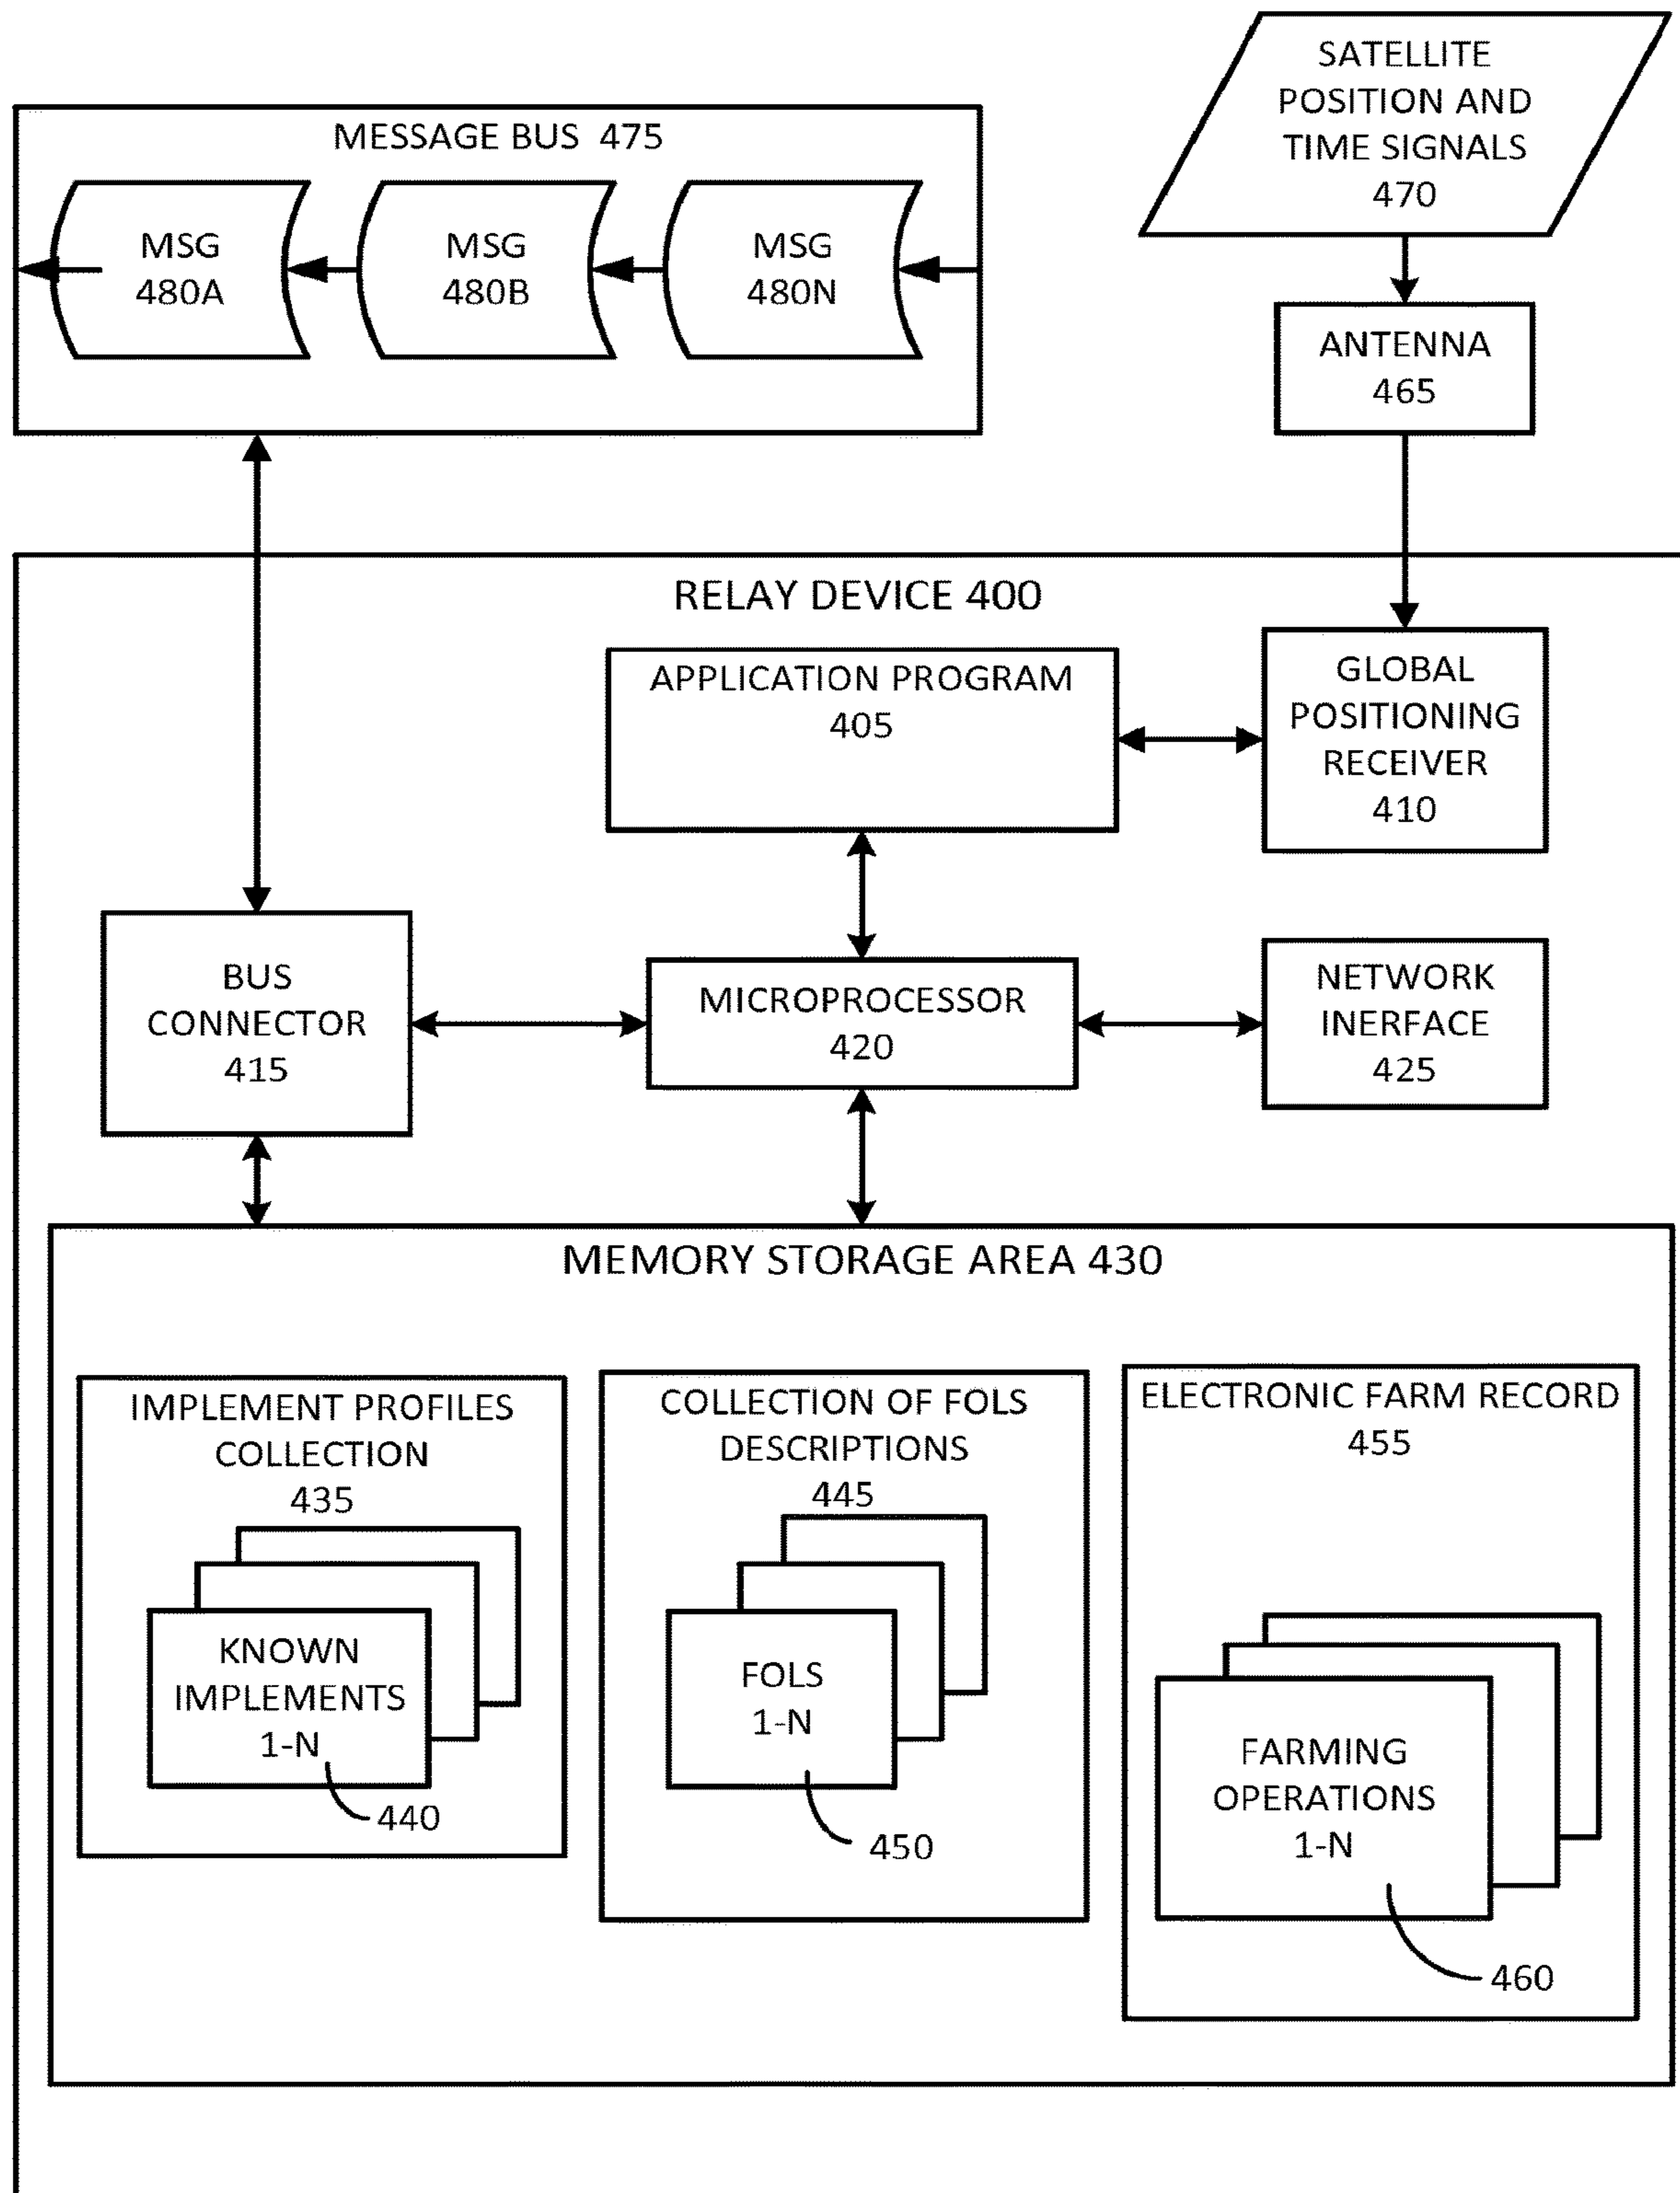 SATELLITE
POSITION AND
TIME SIGNALS
470
MESSAGE BUS 475
MSG
480A
MSG
480B
MSG
480N
ANTENNA
465
RELAY DEVICE 400
APPLICATION PROGRAM
405
GLOBAL
POSITIONING
RECEIVER
410
BUS
CONNECTOR
415
MICROPROCESSOR
420
NETWORK
INERFACE
425
MEMORY STORAGE AREA 430
IMPLEMENT PROFILES
COLLECTION
435
KNOWN
IMPLEMENTS
1-N
440
COLLECTION OF FOLS
DESCRIPTIONS
445
FOLS
1-N
450
ELECTRONIC FARM RECORD
455
FARMING
OPERATIONS
1-N
460